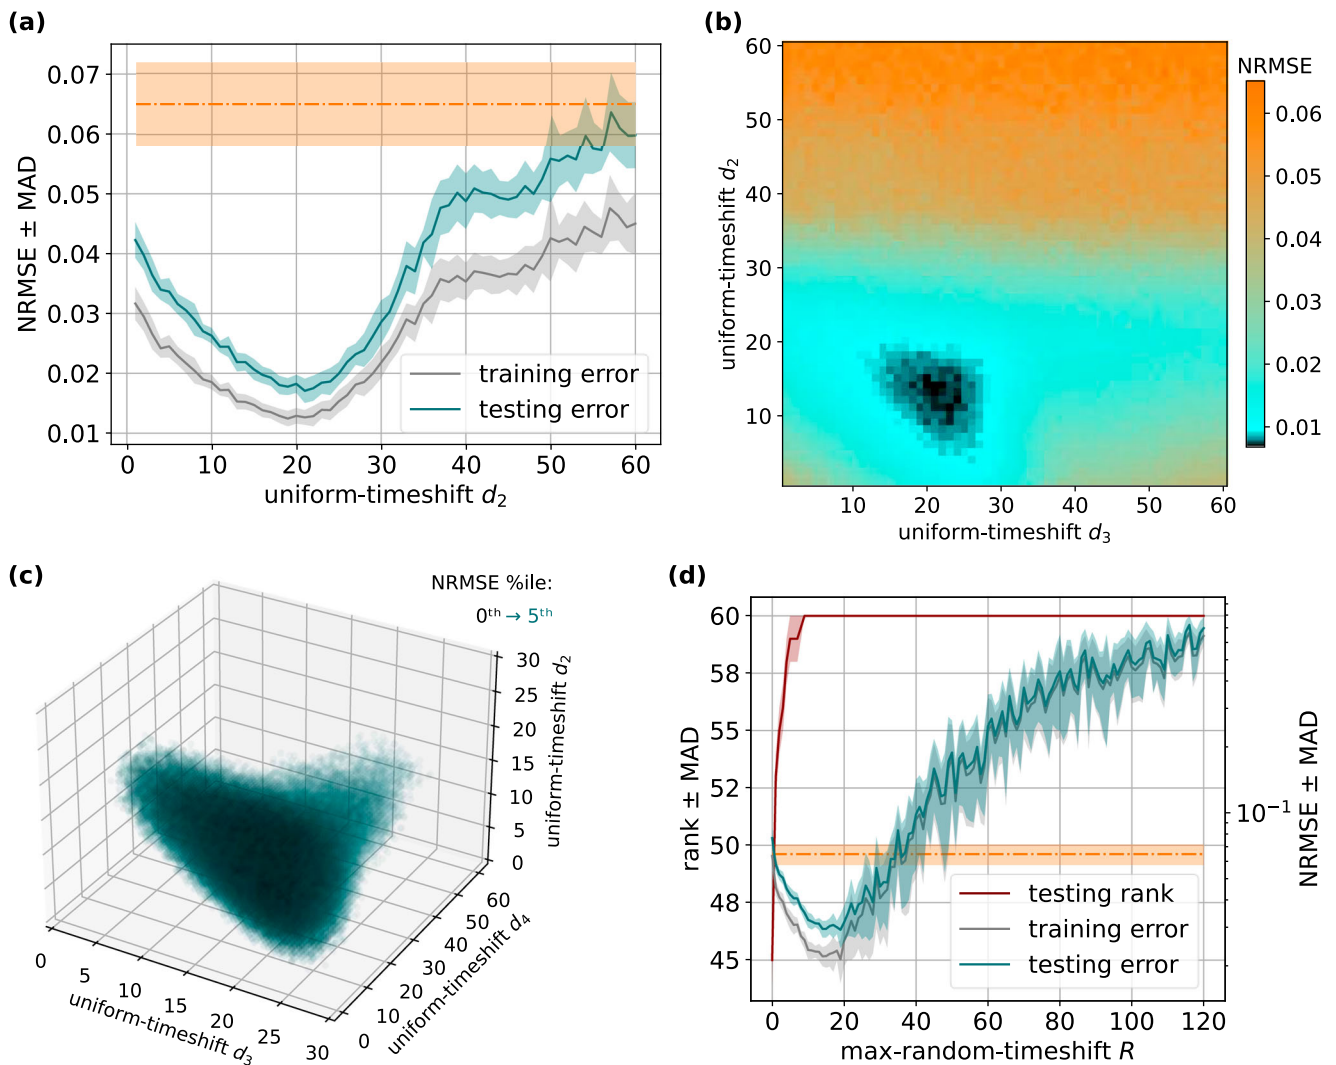 (a)
0.07
0.06
0.05
0.04
0.03
0.02
0.01
NRMSE ± MAD
training error
testing error
0 10 20 30 40 50 60
uniform-timeshift d₂
(b)
60
50
40
30
20
10
uniform-timeshift d₂
10 20 30 40 50 60
uniform-timeshift d₃
NRMSE
0.06
0.05
0.04
0.03
0.02
0.01
(c)
NRMSE %ile:
0ᵗʰ → 5ᵗʰ
30
25
20
15
10
5
0
uniform-timeshift d₂
60
50
40
30
20
10
0
uniform-timeshift d₄
0 5 10 15 20 25 30
uniform-timeshift d₃
(d)
60
58
55
52
50
48
45
rank ± MAD
10⁻¹
NRMSE ± MAD
testing rank
training error
testing error
0 20 40 60 80 100 120
max-random-timeshift R